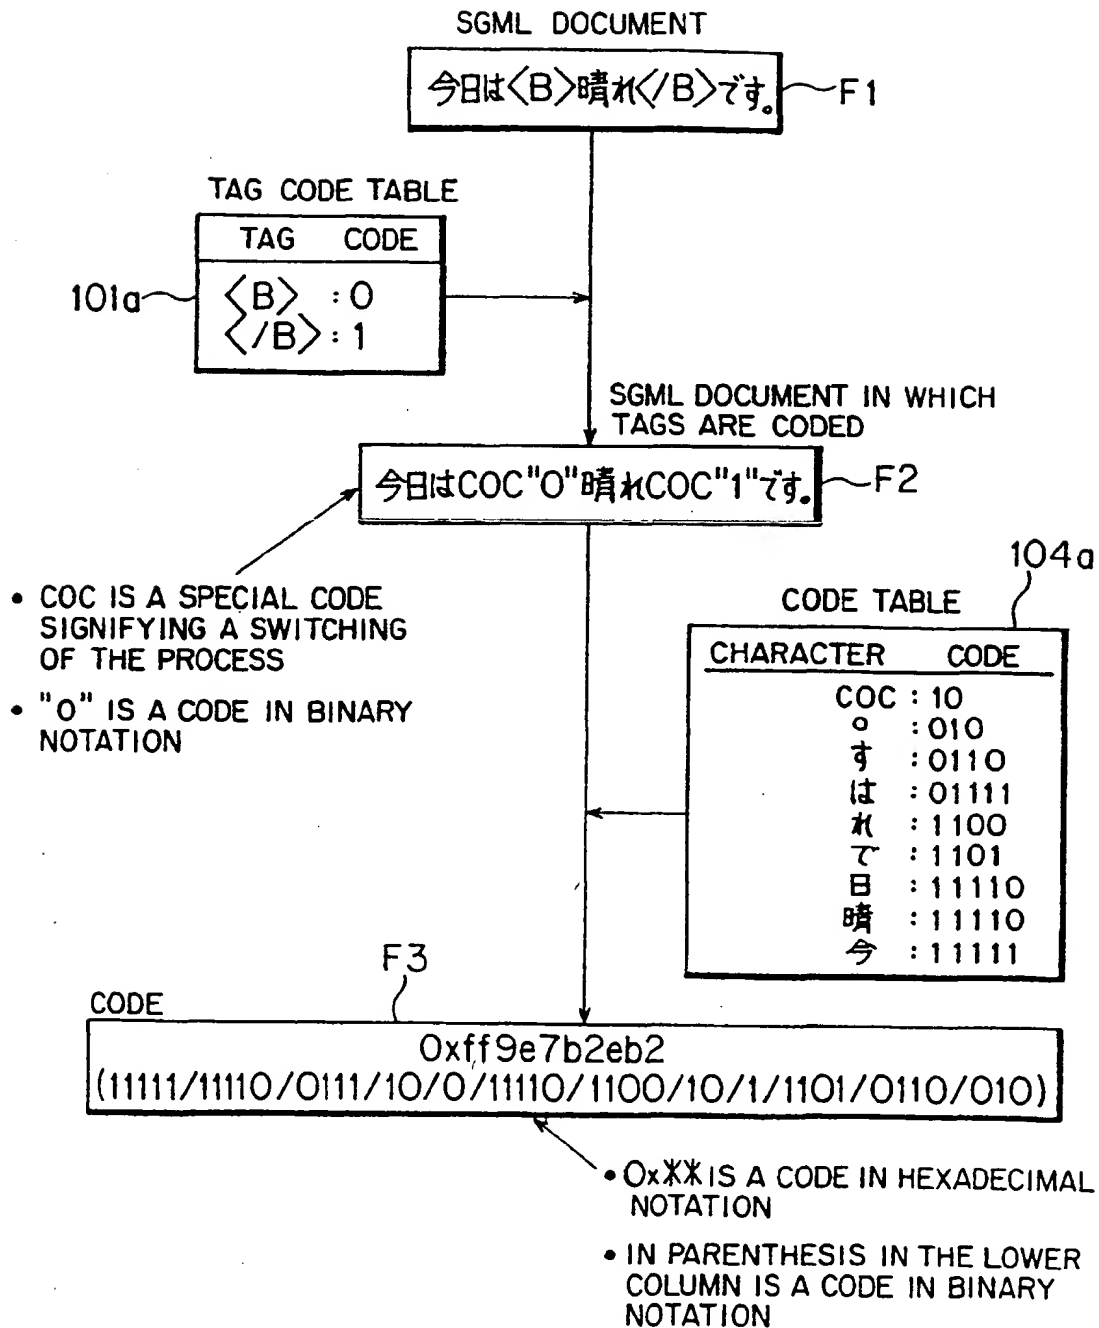 SGML DOCUMENT
今日は<B>晴れ</B>です。
F1
TAG CODE TABLE
TAG CODE
101a
<B> :0
</B>:1
SGML DOCUMENT IN WHICH
TAGS ARE CODED
今日はCOC"0"晴れCOC"1"です。
F2
• COC IS A SPECIAL CODE
SIGNIFYING A SWITCHING
OF THE PROCESS
• "0" IS A CODE IN BINARY
NOTATION
104a
CODE TABLE
CHARACTER CODE
COC :10
。 :010
す :0110
は :01111
れ :1100
で :1101
日 :11110
晴 :11110
今 :11111
F3
CODE
0xff9e7b2eb2
(11111/11110/0111/10/0/11110/1100/10/1/1101/0110/010)
• 0x** IS A CODE IN HEXADECIMAL
NOTATION
• IN PARENTHESIS IN THE LOWER
COLUMN IS A CODE IN BINARY
NOTATION